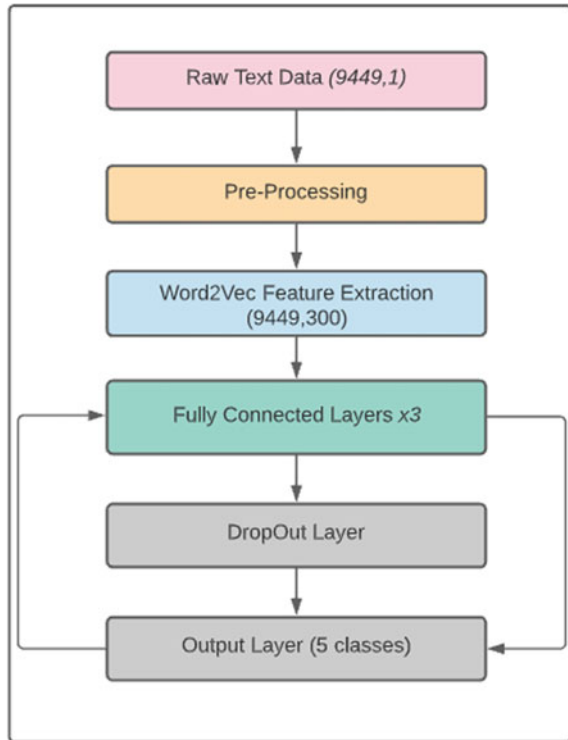 Raw Text Data (9449,1)
Pre-Processing
Word2Vec Feature Extraction
(9449,300)
Fully Connected Layers x3
DropOut Layer
Output Layer (5 classes)